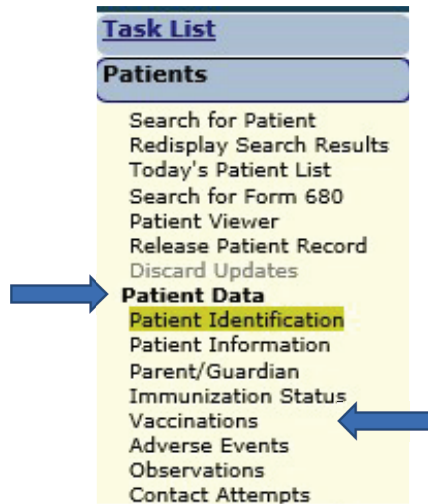 Task List
Patients
Search for Patient
Redisplay Search Results
Today's Patient List
Search for Form 680
Patient Viewer
Release Patient Record
Discard Updates
Patient Data
Patient Identification
Patient Information
Parent/Guardian
Immunization Status
Vaccinations
Adverse Events
Observations
Contact Attempts